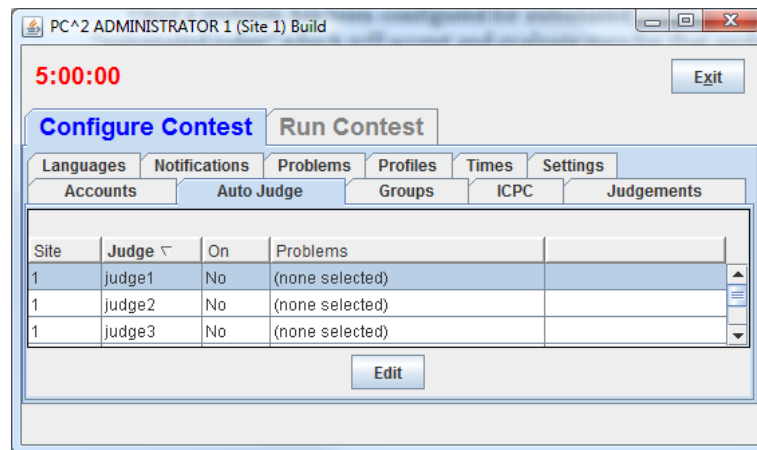 PC^2 ADMINISTRATOR 1 (Site 1) Build
5:00:00
Exit
Configure Contest Run Contest
Languages Notifications Problems Profiles Times Settings
Accounts Auto Judge Groups ICPC Judgements
Site Judge On Problems
1 judge1 No (none selected)
1 judge2 No (none selected)
1 judge3 No (none selected)
Edit